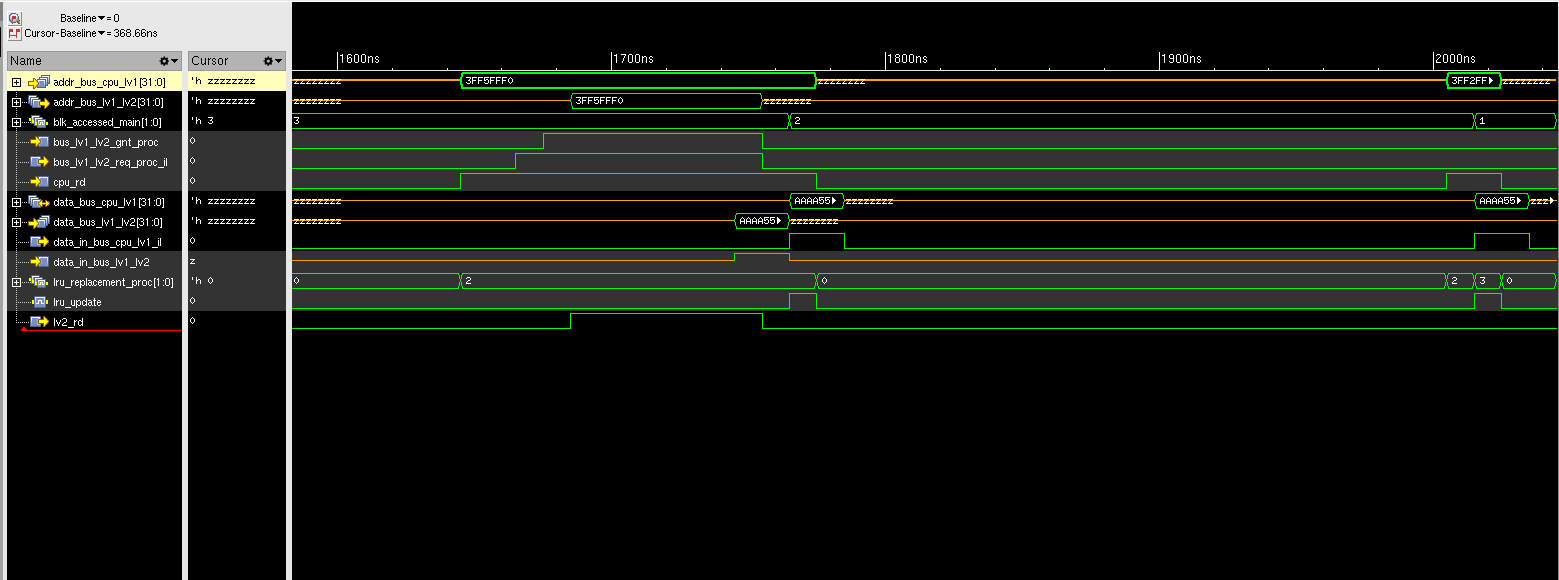 Baseline▼= 0
Cursor-Baseline▼= 368.66ns
Name Cursor 1600ns 1700ns 1800ns 1900ns 2000ns
addr_bus_cpu_lv1[31:0] 'h zzzzzzzz zzzzzzzz 3FF5FFF0 zzzzzzzz 3FF2FF▶ zzzzzzzz
addr_bus_lv1_lv2[31:0] 'h zzzzzzzz zzzzzzzz 3FF5FFF0 zzzzzzzz
blk_accessed_main[1:0] 'h 3 3 2 1
bus_lv1_lv2_gnt_proc 0
bus_lv1_lv2_req_proc_il 0
cpu_rd 0
data_bus_cpu_lv1[31:0] 'h zzzzzzzz zzzzzzzz AAAA55▶ zzzzzzzz AAAA55▶ zzz▶
data_bus_lv1_lv2[31:0] 'h zzzzzzzz zzzzzzzz AAAA55▶ zzzzzzzz
data_in_bus_cpu_lv1_il 0
data_in_bus_lv1_lv2 z
lru_replacement_proc[1:0] 'h 0 0 2 0 2 3 0
lru_update 0
lv2_rd 0